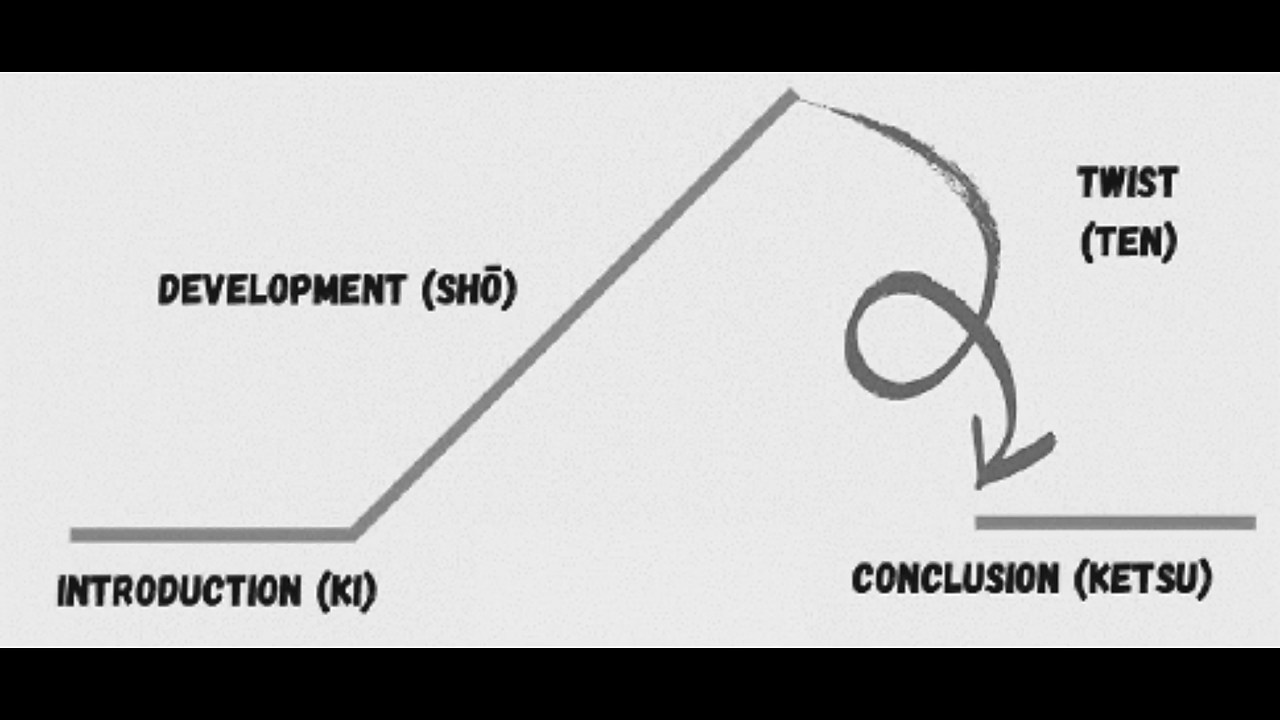 TWIST
(TEN)
DEVELOPMENT (SHŌ)
INTRODUCTION (KI)
CONCLUSION (KETSU)